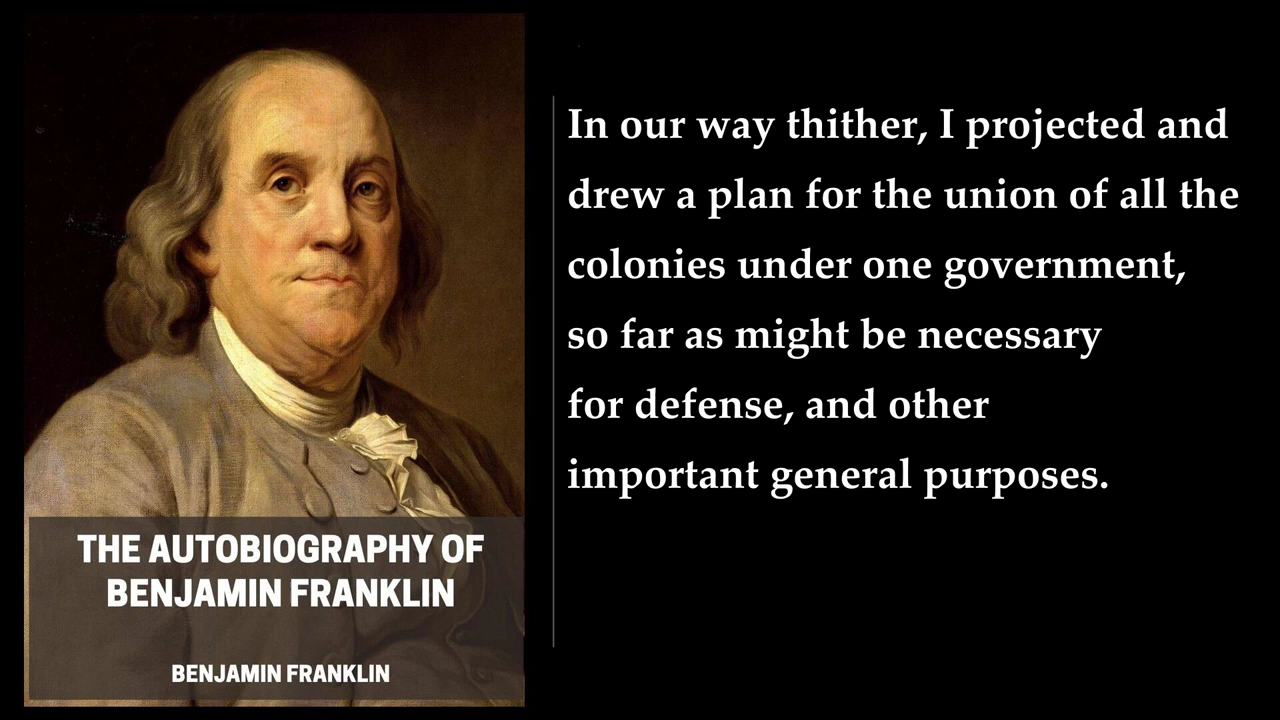 THE AUTOBIOGRAPHY OF
BENJAMIN FRANKLIN
BENJAMIN FRANKLIN
In our way thither, I projected and
drew a plan for the union of all the
colonies under one government,
so far as might be necessary
for defense, and other
important general purposes.